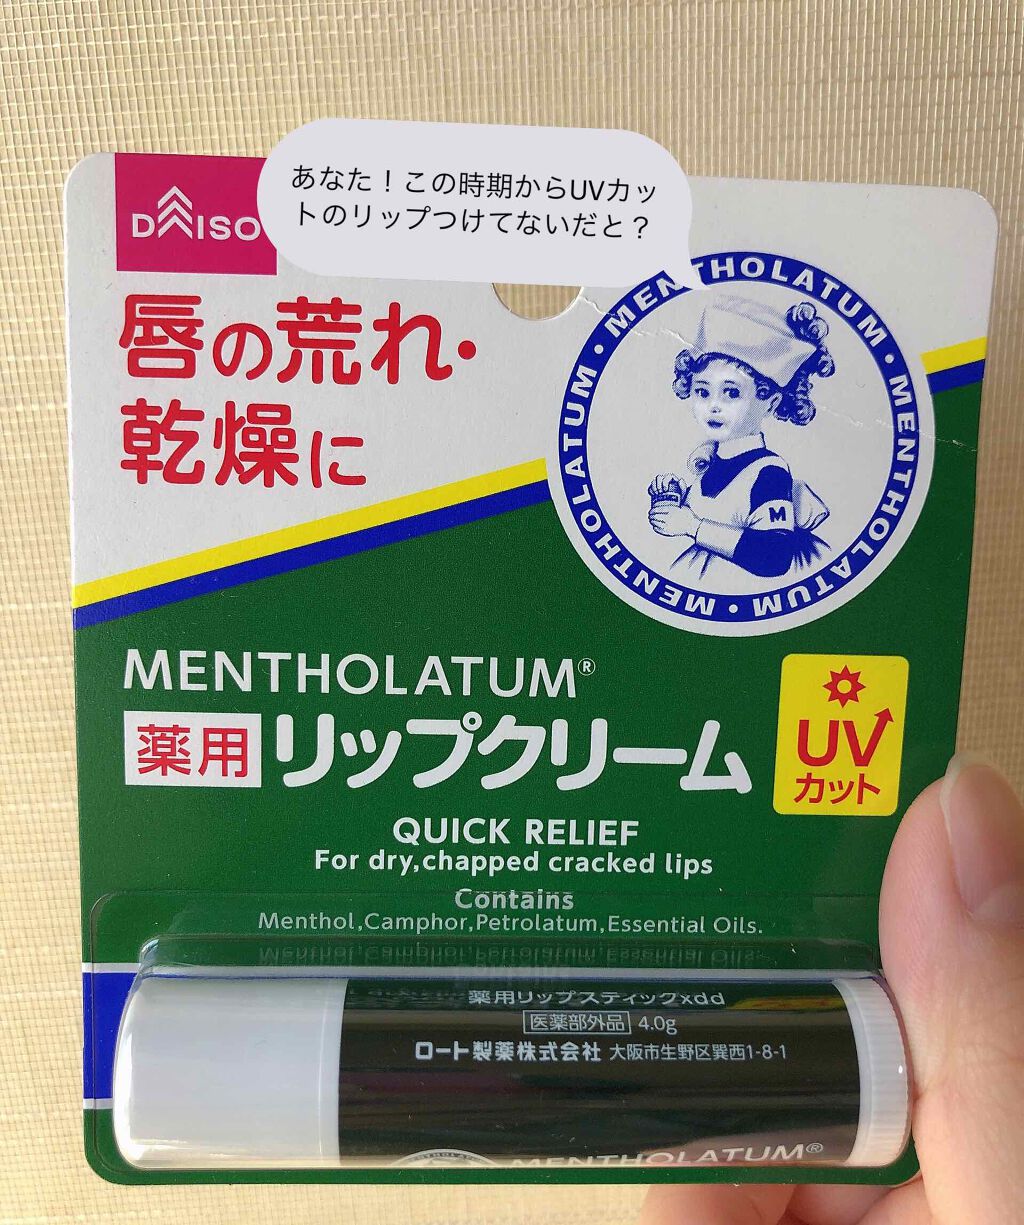 あなた！この時期からUVカッ
トのリップつけてないだと？
DAISO
唇の荒れ・
乾燥に
MENTHOLATUM・MENTHOLATUM・MENTHOLATUM・MENTHOLATUM・
M
MENTHOLATUM®
薬用リップクリーム
UV
カット
QUICK RELIEF
For dry,chapped cracked lips
Contains
Menthol,Camphor,Petrolatum,Essential Oils.
薬用リップスティックxdd
医薬部外品 4.0g
ロート製薬株式会社 大阪市生野区巽西1-8-1
MENTHOLATUM®